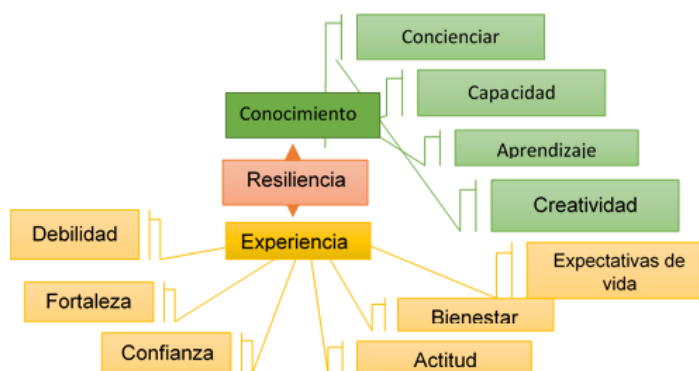 Concienciar
Capacidad
Conocimiento
Aprendizaje
Resiliencia
Creatividad
Debilidad
Experiencia
Expectativas de
vida
Fortaleza
Bienestar
Confianza
Actitud